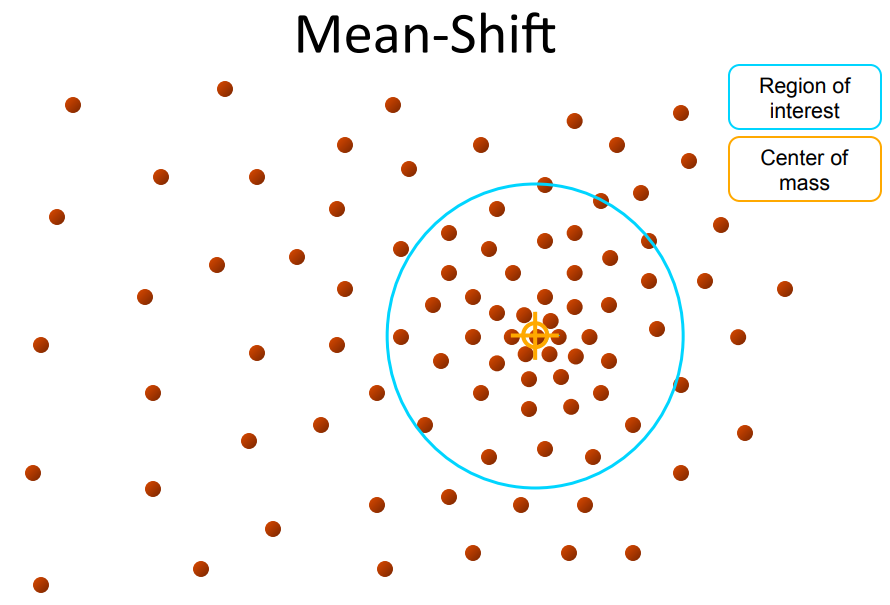 Mean-Shift
Region of
interest
Center of
mass